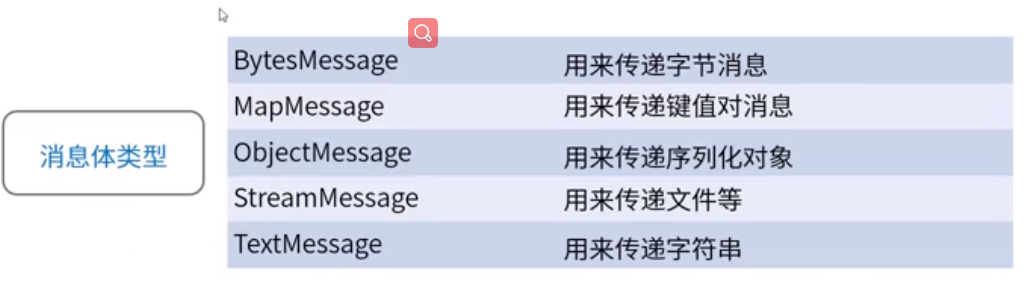 消息体类型
BytesMessage 用来传递字节消息
MapMessage 用来传递键值对消息
ObjectMessage 用来传递序列化对象
StreamMessage 用来传递文件等
TextMessage 用来传递字符串